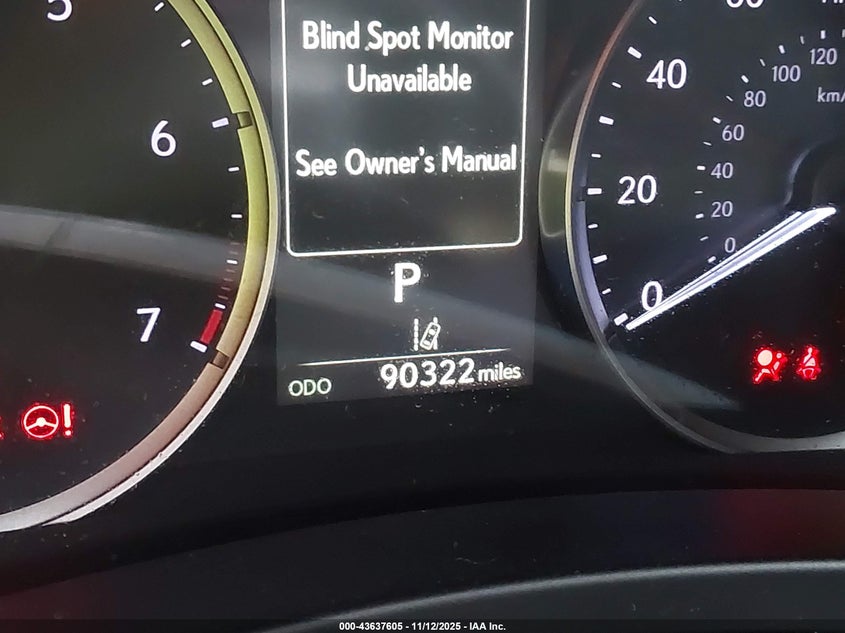 Blind Spot Monitor
Unavailable
See Owner's Manual
P
ODO 90322 miles
5
6
7
!
0
20
40
0
20
40
60
80
100
120
km/
000-43637605 - 11/12/2025 - IAA Inc.